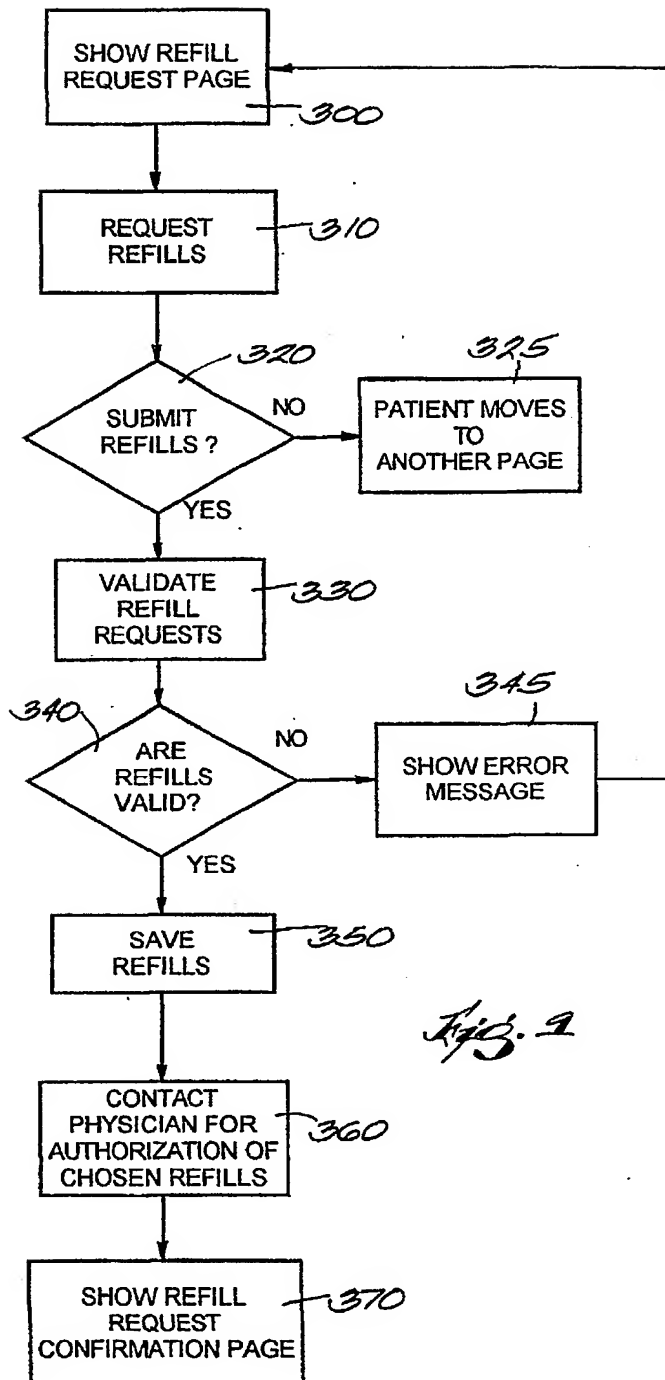 SHOW REFILL
REQUEST PAGE
300
REQUEST
REFILLS
310
320
SUBMIT
REFILLS ?
NO
YES
325
PATIENT MOVES
TO
ANOTHER PAGE
VALIDATE
REFILL
REQUESTS
330
340
ARE
REFILLS
VALID?
NO
YES
345
SHOW ERROR
MESSAGE
SAVE
REFILLS
350
Fig. 9
CONTACT
PHYSICIAN FOR
AUTHORIZATION OF
CHOSEN REFILLS
360
SHOW REFILL
REQUEST
CONFIRMATION PAGE
370